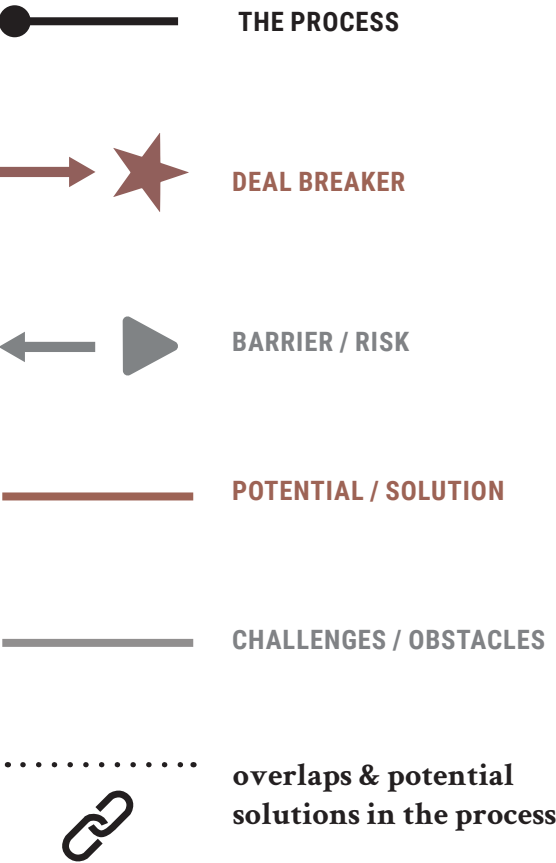 THE PROCESS
DEAL BREAKER
BARRIER / RISK
POTENTIAL / SOLUTION
CHALLENGES / OBSTACLES
overlaps & potential
solutions in the process